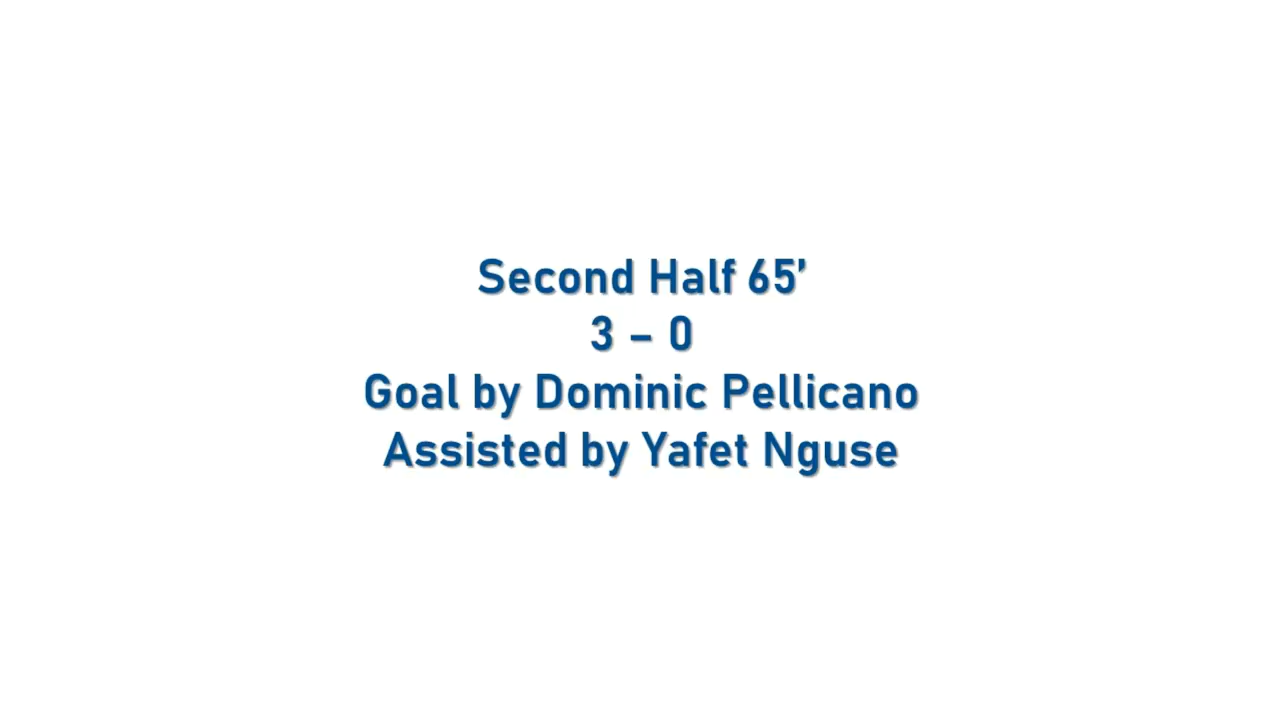 Second Half 65’
3 – 0
Goal by Dominic Pellicano
Assisted by Yafet Nguse